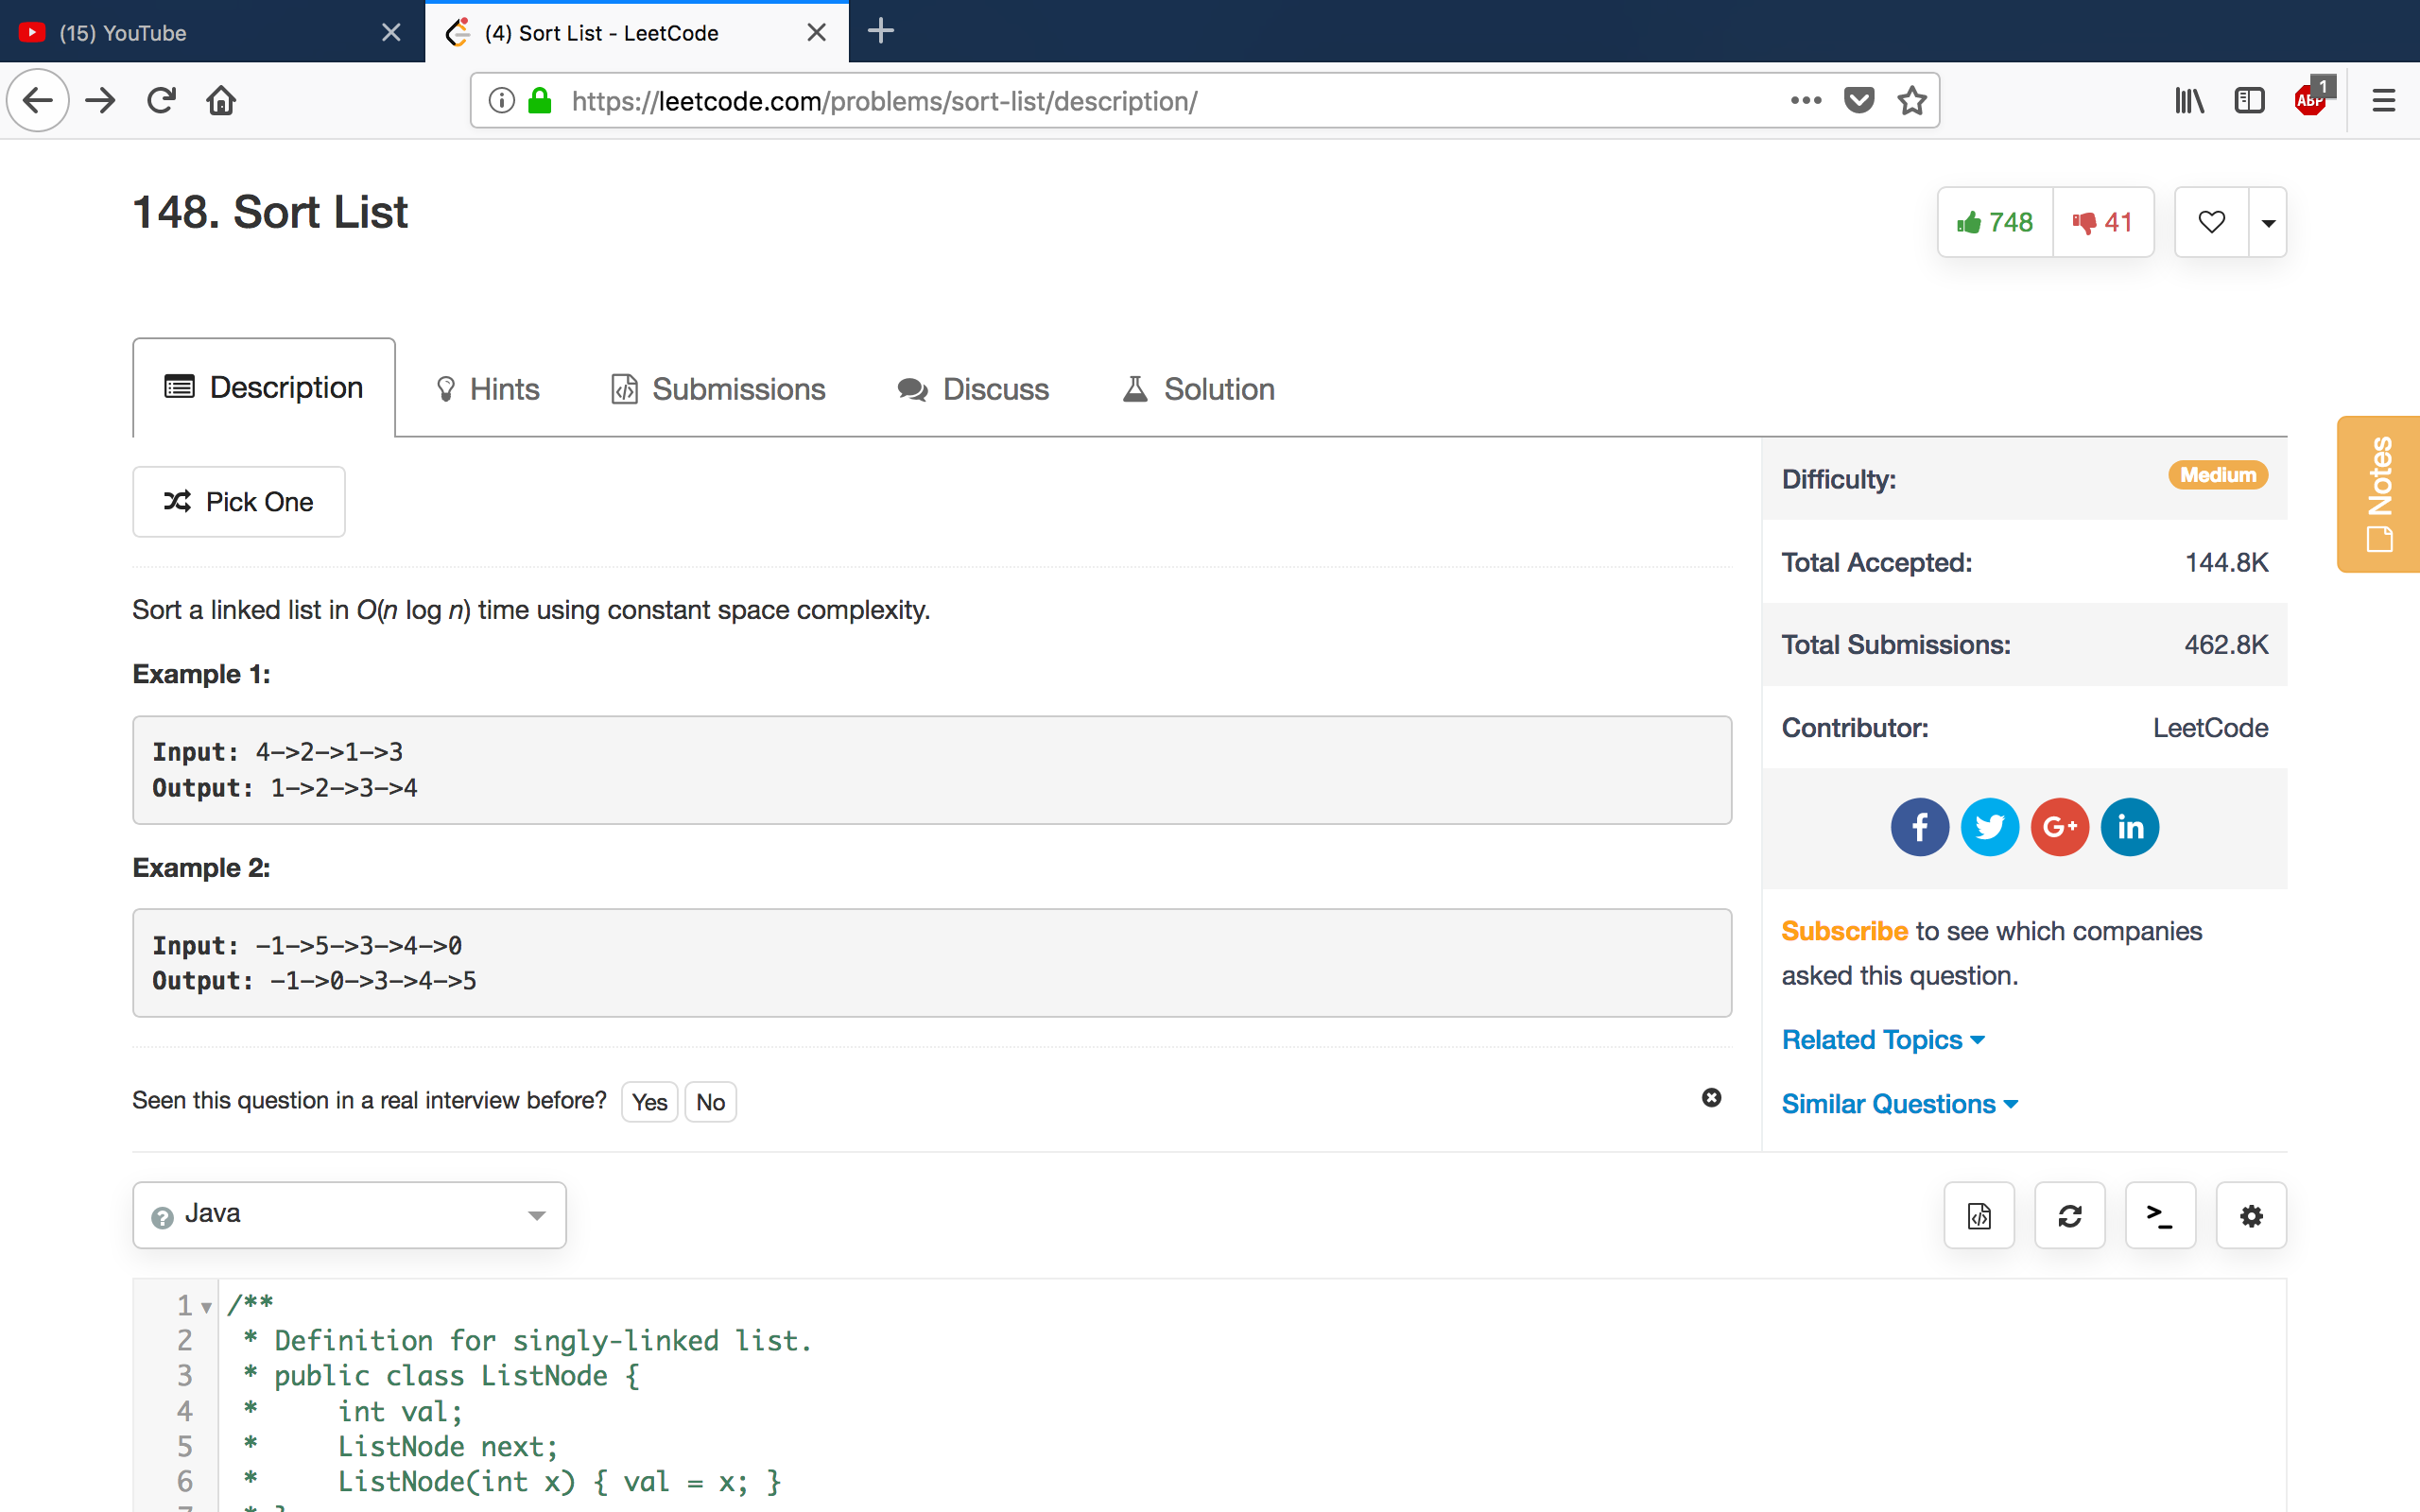 (15) YouTube
(4) Sort List - LeetCode
https://leetcode.com/problems/sort-list/description/
ABP
1
148. Sort List
748
41
Description
Hints
Submissions
Discuss
Solution
Notes
Pick One
Difficulty:
Medium
Total Accepted:
144.8K
Total Submissions:
462.8K
Contributor:
LeetCode
Sort a linked list in O(n log n) time using constant space complexity.
Example 1:
Input: 4->2->1->3
Output: 1->2->3->4
Example 2:
Input: -1->5->3->4->0
Output: -1->0->3->4->5
f
G+
in
Subscribe to see which companies
asked this question.
Related Topics
Similar Questions
Seen this question in a real interview before? Yes No
? Java
>_
1 /**
2 * Definition for singly-linked list.
3 * public class ListNode {
4 * int val;
5 * ListNode next;
6 * ListNode(int x) { val = x; }